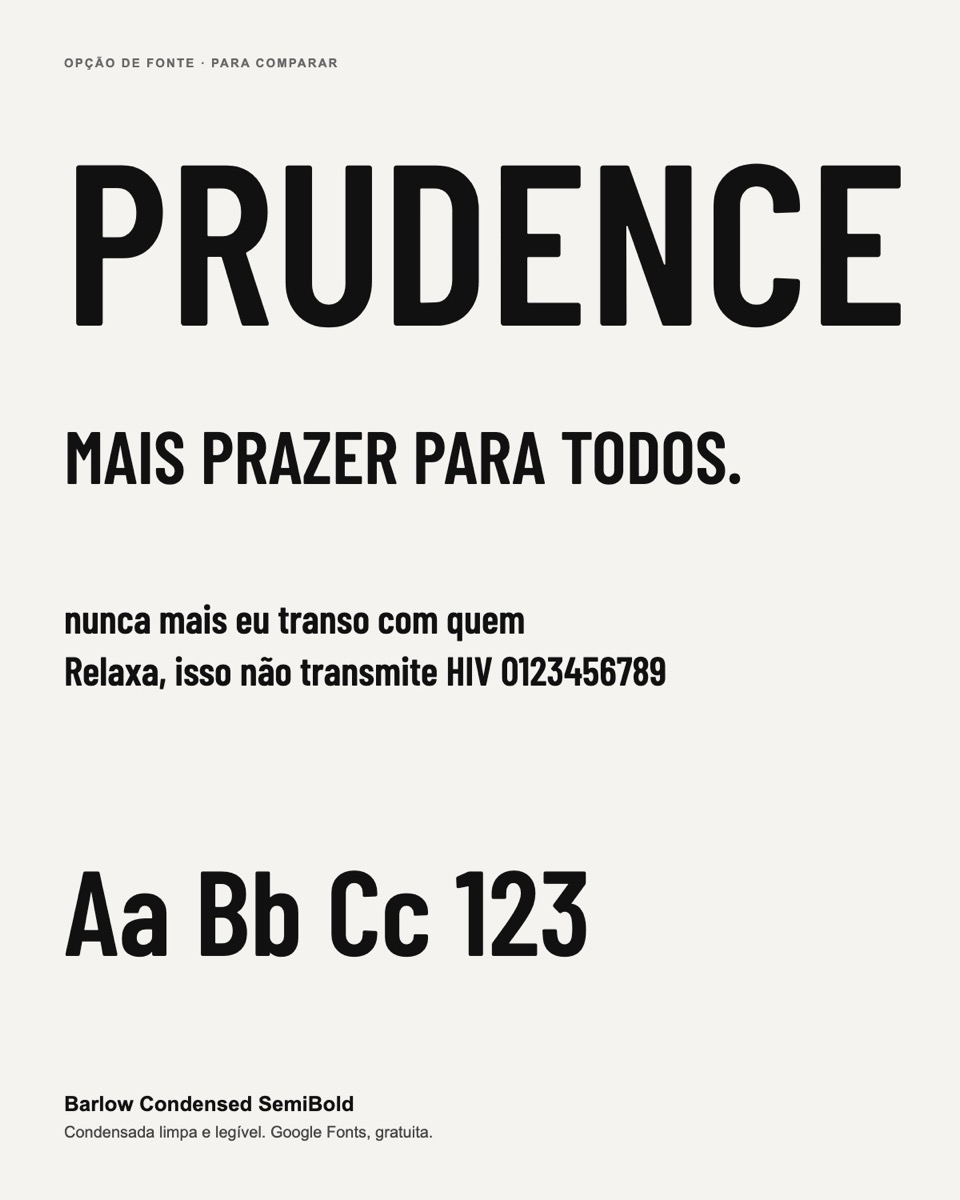 OPÇÃO DE FONTE · PARA COMPARAR
PRUDENCE
MAIS PRAZER PARA TODOS.
nunca mais eu transo com quem
Relaxa, isso não transmite HIV 0123456789
Aa Bb Cc 123
Barlow Condensed SemiBold
Condensada limpa e legível. Google Fonts, gratuita.